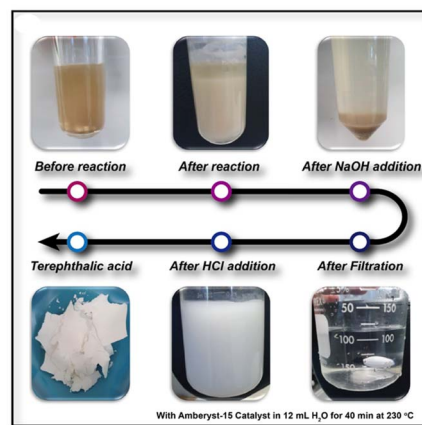 Before reaction
After reaction
After NaOH addition
Terephthalic acid
After HCl addition
After Filtration
50 150
100 100
150
With Amberyst-15 Catalyst in 12 mL H₂O for 40 min at 230 °C